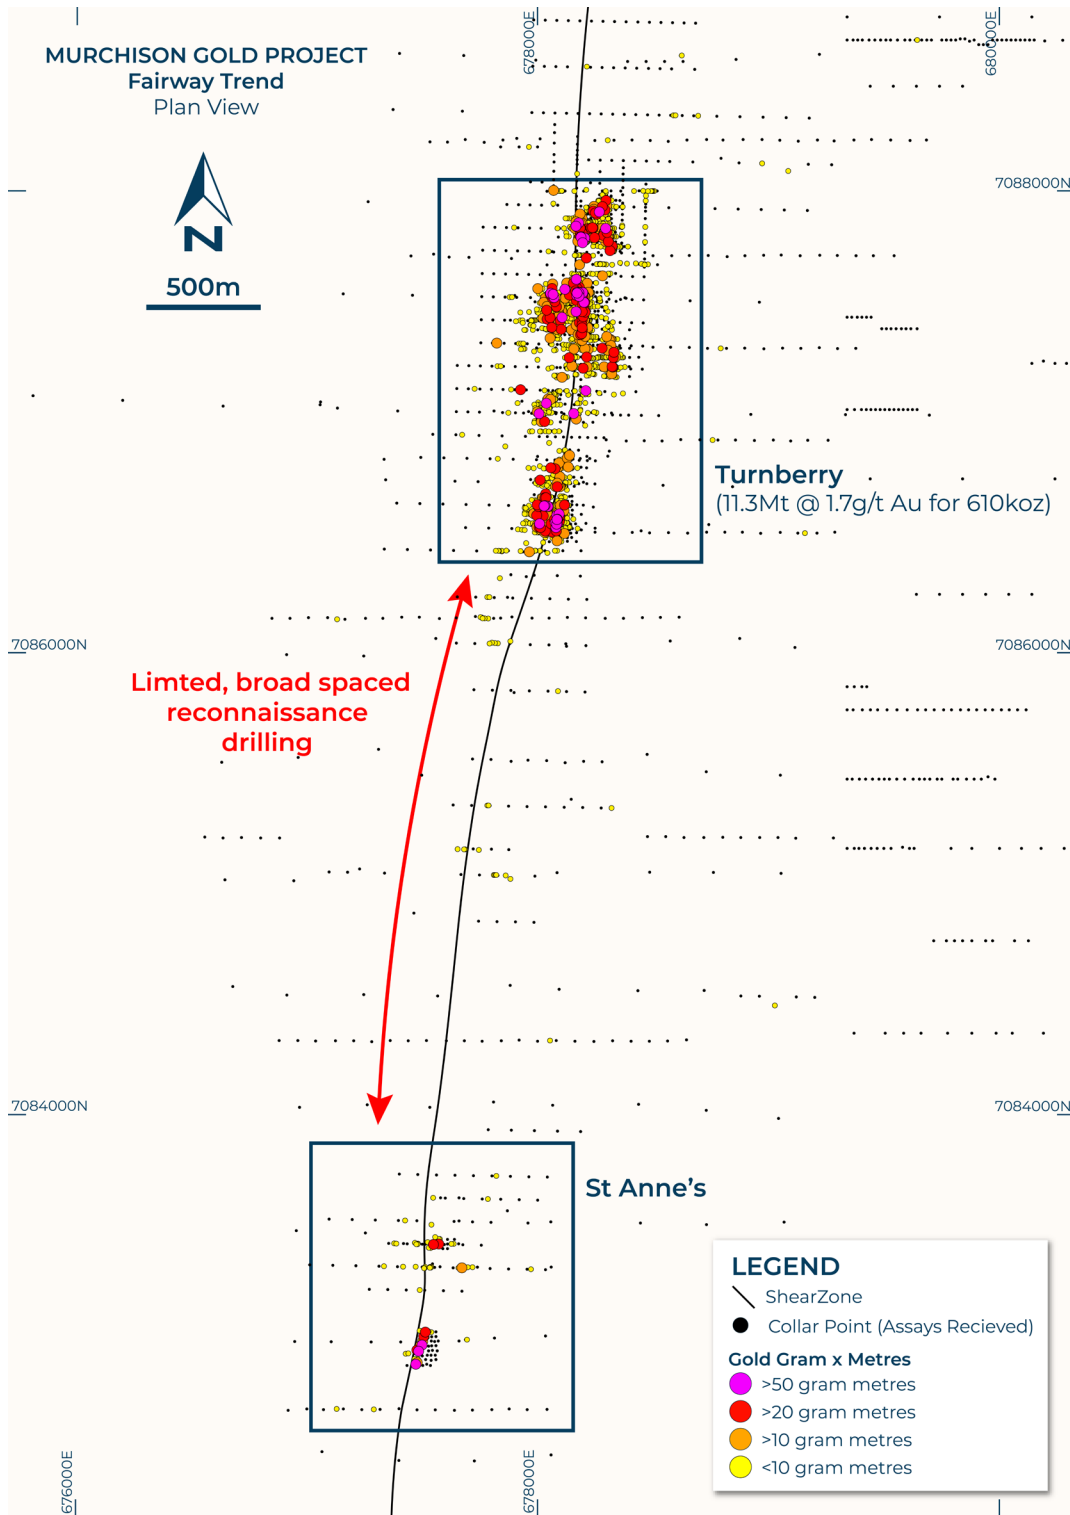 MURCHISON GOLD PROJECT
Fairway Trend
Plan View
N
500m
678000E
680000E
7088000N
Turnberry
(11.3Mt @ 1.7g/t Au for 610koz)
7086000N
7086000N
Limted, broad spaced
reconnaissance
drilling
7084000N
7084000N
St Anne's
LEGEND
ShearZone
Collar Point (Assays Recieved)
Gold Gram x Metres
>50 gram metres
>20 gram metres
>10 gram metres
<10 gram metres
676000E
678000E